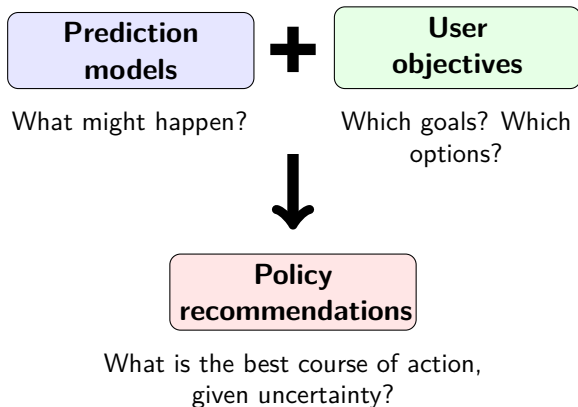 Prediction
models
+
User
objectives
What might happen?
Which goals? Which
options?
Policy
recommendations
What is the best course of action,
given uncertainty?